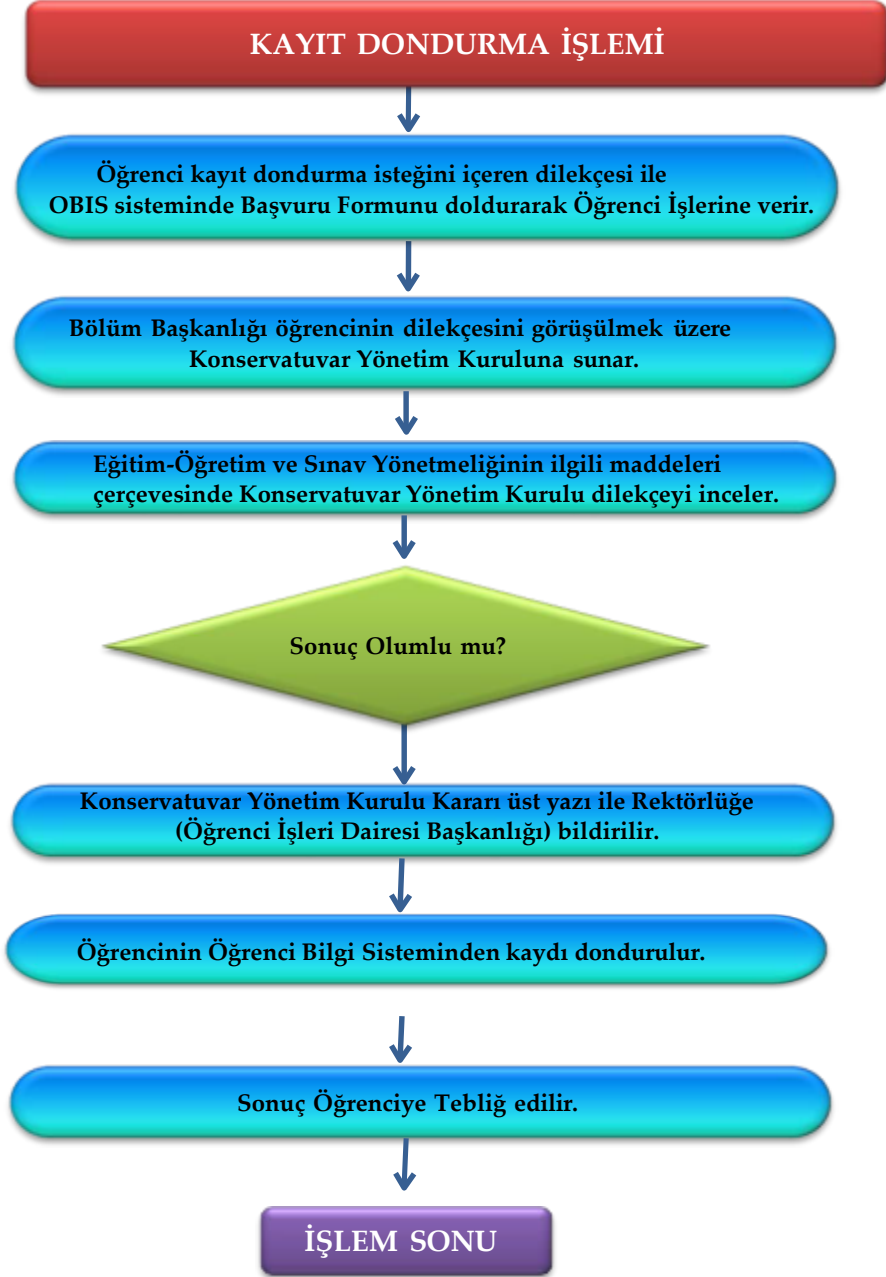 KAYIT DONDURMA İŞLEMİ
Öğrenci kayıt dondurma isteğini içeren dilekçesi ile
OBIS sisteminde Başvuru Formunu doldurarak Öğrenci İşlerine verir.
Bölüm Başkanlığı öğrencinin dilekçesini görüşülmek üzere
Konservatuvar Yönetim Kuruluna sunar.
Eğitim-Öğretim ve Sınav Yönetmeliğinin ilgili maddeleri
çerçevesinde Konservatuvar Yönetim Kurulu dilekçeyi inceler.
Sonuç Olumlu mu?
Konservatuvar Yönetim Kurulu Kararı üst yazı ile Rektörlüğe
(Öğrenci İşleri Dairesi Başkanlığı) bildirilir.
Öğrencinin Öğrenci Bilgi Sisteminden kaydı dondurulur.
Sonuç Öğrenciye Tebliğ edilir.
İŞLEM SONU